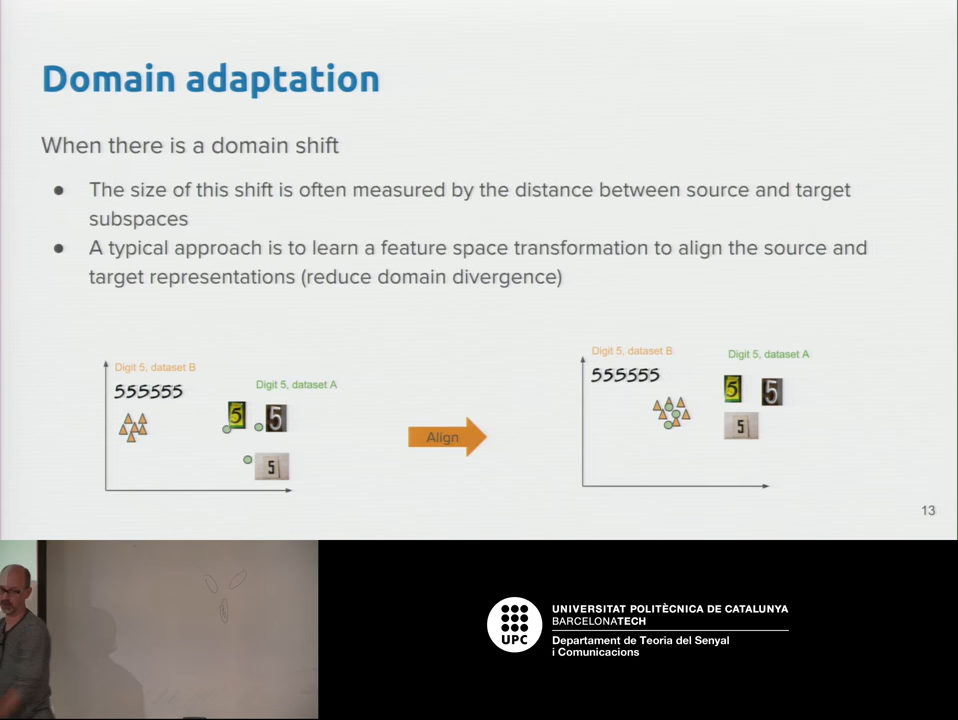 Domain adaptation
When there is a domain shift
● The size of this shift is often measured by the distance between source and target
subspaces
● A typical approach is to learn a feature space transformation to align the source and
target representations (reduce domain divergence)
Digit 5, dataset B
555555
Digit 5, dataset A
5
5
5
Align
Digit 5, dataset B
555555
Digit 5, dataset A
5
5
5
13
UPC
UNIVERSITAT POLITÈCNICA DE CATALUNYA
BARCELONATECH
Departament de Teoria del Senyal
i Comunicacions